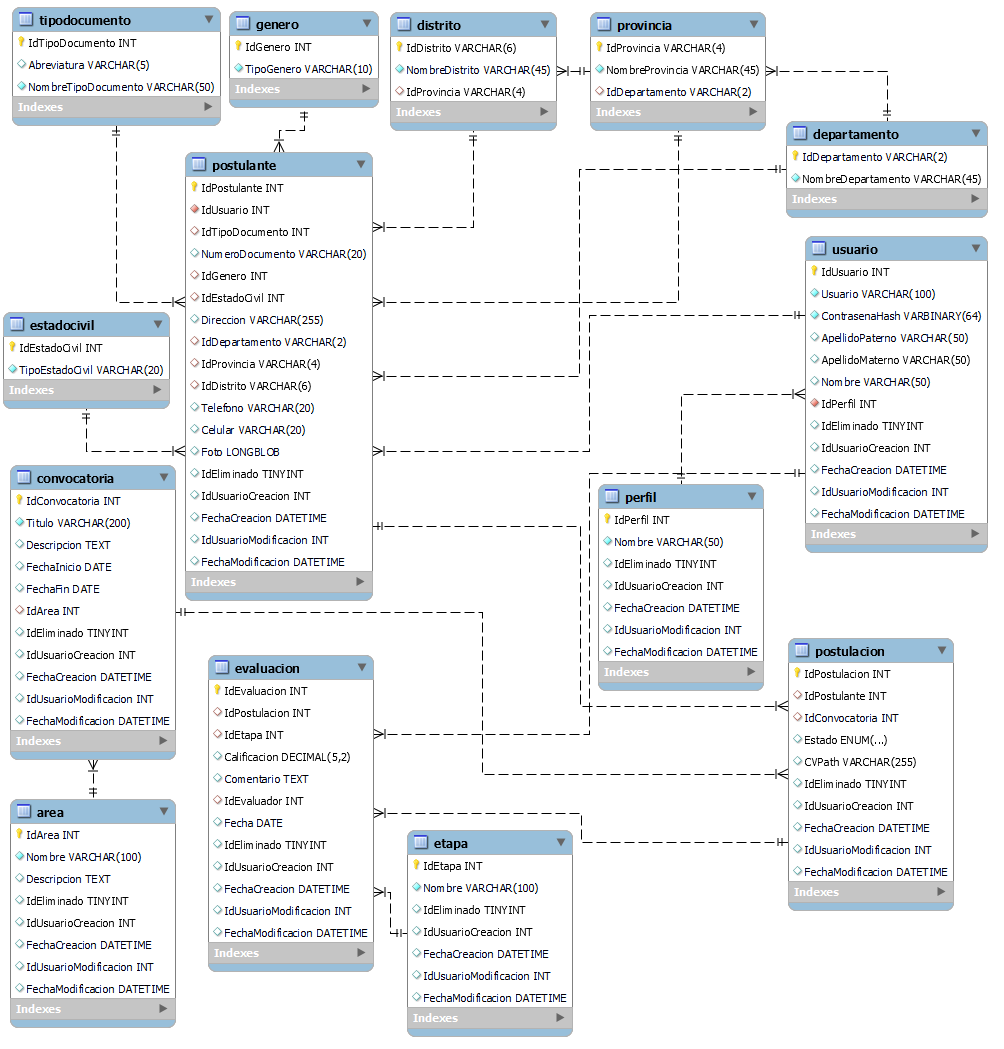 tipodocumento
IdTipoDocumento INT
Abreviatura VARCHAR(5)
NombreTipoDocumento VARCHAR(50)
Indexes
genero
IdGenero INT
TipoGenero VARCHAR(10)
Indexes
distrito
IdDistrito VARCHAR(6)
NombreDistrito VARCHAR(45)
IdProvincia VARCHAR(4)
Indexes
provincia
IdProvincia VARCHAR(4)
NombreProvincia VARCHAR(45)
IdDepartamento VARCHAR(2)
Indexes
departamento
IdDepartamento VARCHAR(2)
NombreDepartamento VARCHAR(45)
Indexes
postulante
IdPostulante INT
IdUsuario INT
IdTipoDocumento INT
NumeroDocumento VARCHAR(20)
IdGenero INT
IdEstadoCivil INT
Direccion VARCHAR(255)
IdDepartamento VARCHAR(2)
IdProvincia VARCHAR(4)
IdDistrito VARCHAR(6)
Telefono VARCHAR(20)
Celular VARCHAR(20)
Foto LONGBLOB
IdEliminado TINYINT
IdUsuarioCreacion INT
FechaCreacion DATETIME
IdUsuarioModificacion INT
FechaModificacion DATETIME
Indexes
usuario
IdUsuario INT
Usuario VARCHAR(100)
ContrasenaHash VARBINARY(64)
ApellidoPaterno VARCHAR(50)
ApellidoMaterno VARCHAR(50)
Nombre VARCHAR(50)
IdPerfil INT
IdEliminado TINYINT
IdUsuarioCreacion INT
FechaCreacion DATETIME
IdUsuarioModificacion INT
FechaModificacion DATETIME
Indexes
estadocivil
IdEstadoCivil INT
TipoEstadoCivil VARCHAR(20)
Indexes
convocatoria
IdConvocatoria INT
Titulo VARCHAR(200)
Descripcion TEXT
FechaInicio DATE
FechaFin DATE
IdArea INT
IdEliminado TINYINT
IdUsuarioCreacion INT
FechaCreacion DATETIME
IdUsuarioModificacion INT
FechaModificacion DATETIME
Indexes
perfil
IdPerfil INT
Nombre VARCHAR(50)
IdEliminado TINYINT
IdUsuarioCreacion INT
FechaCreacion DATETIME
IdUsuarioModificacion INT
FechaModificacion DATETIME
Indexes
postulacion
IdPostulacion INT
IdPostulante INT
IdConvocatoria INT
Estado ENUM(...)
CVPath VARCHAR(255)
IdEliminado TINYINT
IdUsuarioCreacion INT
FechaCreacion DATETIME
IdUsuarioModificacion INT
FechaModificacion DATETIME
Indexes
evaluacion
IdEvaluacion INT
IdPostulacion INT
IdEtapa INT
Calificacion DECIMAL(5,2)
Comentario TEXT
IdEvaluador INT
Fecha DATE
IdEliminado TINYINT
IdUsuarioCreacion INT
FechaCreacion DATETIME
IdUsuarioModificacion INT
FechaModificacion DATETIME
Indexes
area
IdArea INT
Nombre VARCHAR(100)
Descripcion TEXT
IdEliminado TINYINT
IdUsuarioCreacion INT
FechaCreacion DATETIME
IdUsuarioModificacion INT
FechaModificacion DATETIME
Indexes
etapa
IdEtapa INT
Nombre VARCHAR(100)
IdEliminado TINYINT
IdUsuarioCreacion INT
FechaCreacion DATETIME
IdUsuarioModificacion INT
FechaModificacion DATETIME
Indexes